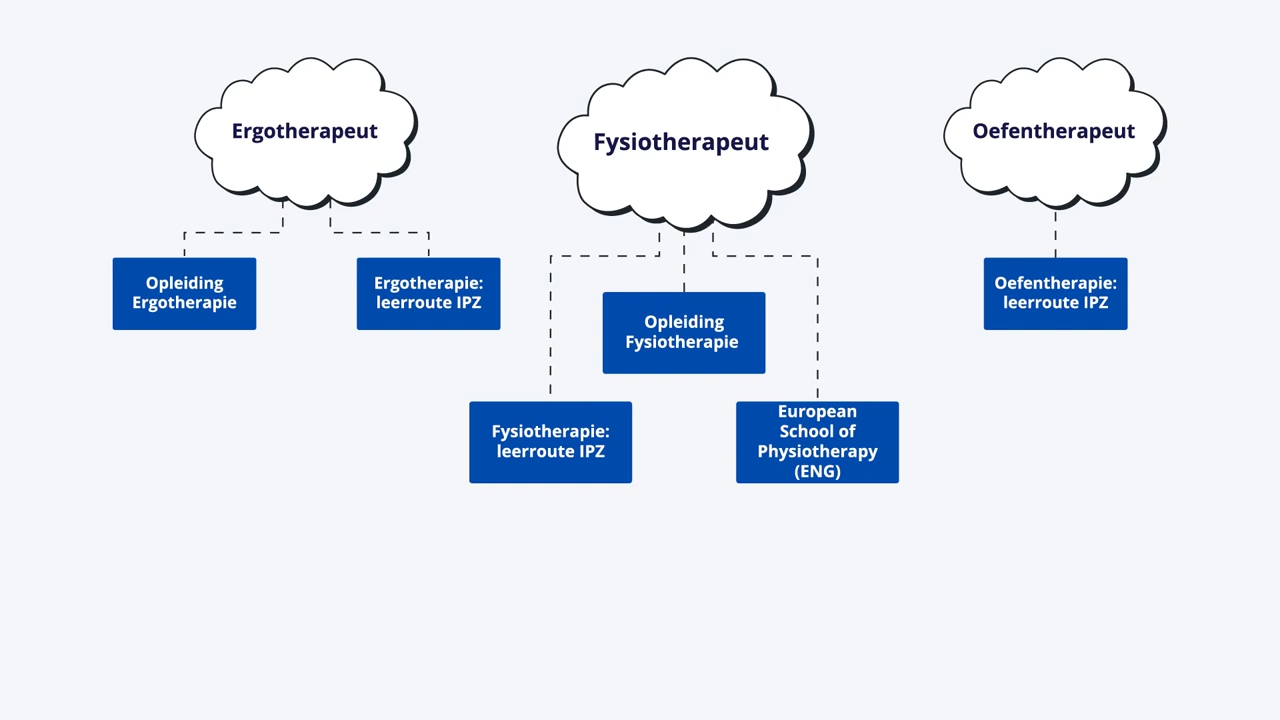 Ergotherapeut
Fysiotherapeut
Oefentherapeut
Opleiding
Ergotherapie
Ergotherapie:
leerroute IPZ
Opleiding
Fysiotherapie
Fysiotherapie:
leerroute IPZ
European
School of
Physiotherapy
(ENG)
Oefentherapie:
leerroute IPZ